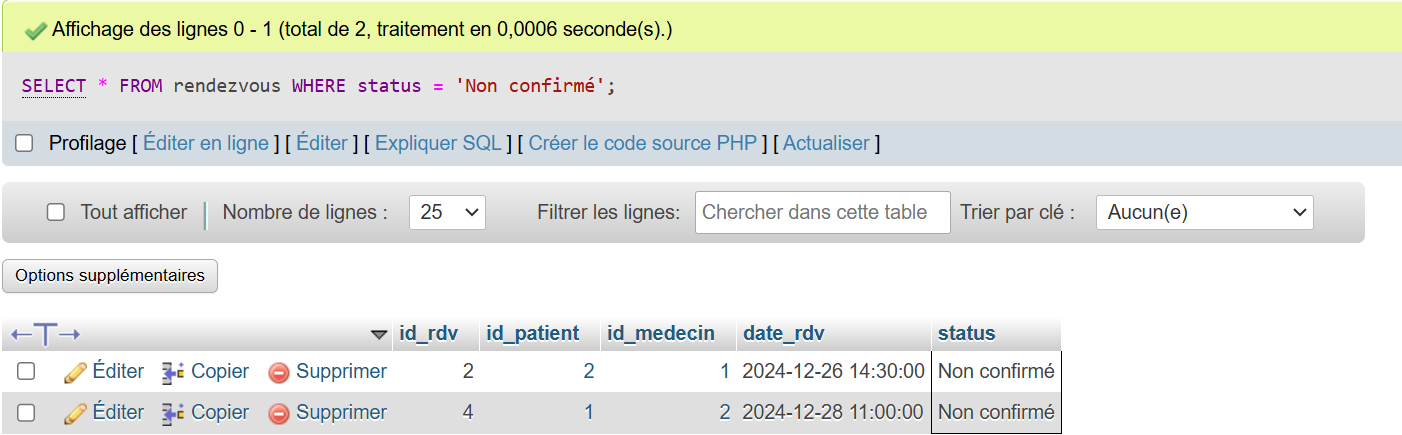 Affichage des lignes 0 - 1 (total de 2, traitement en 0,0006 seconde(s).)
SELECT * FROM rendezvous WHERE status = 'Non confirmé';
Profilage [ Éditer en ligne ] [ Éditer ] [ Expliquer SQL ] [ Créer le code source PHP ] [ Actualiser ]
Tout afficher Nombre de lignes : 25 Filtrer les lignes: Chercher dans cette table Trier par clé : Aucun(e)
Options supplémentaires
←T→ id_rdv id_patient id_medecin date_rdv status
Éditer Copier Supprimer 2 2 1 2024-12-26 14:30:00 Non confirmé
Éditer Copier Supprimer 4 1 2 2024-12-28 11:00:00 Non confirmé